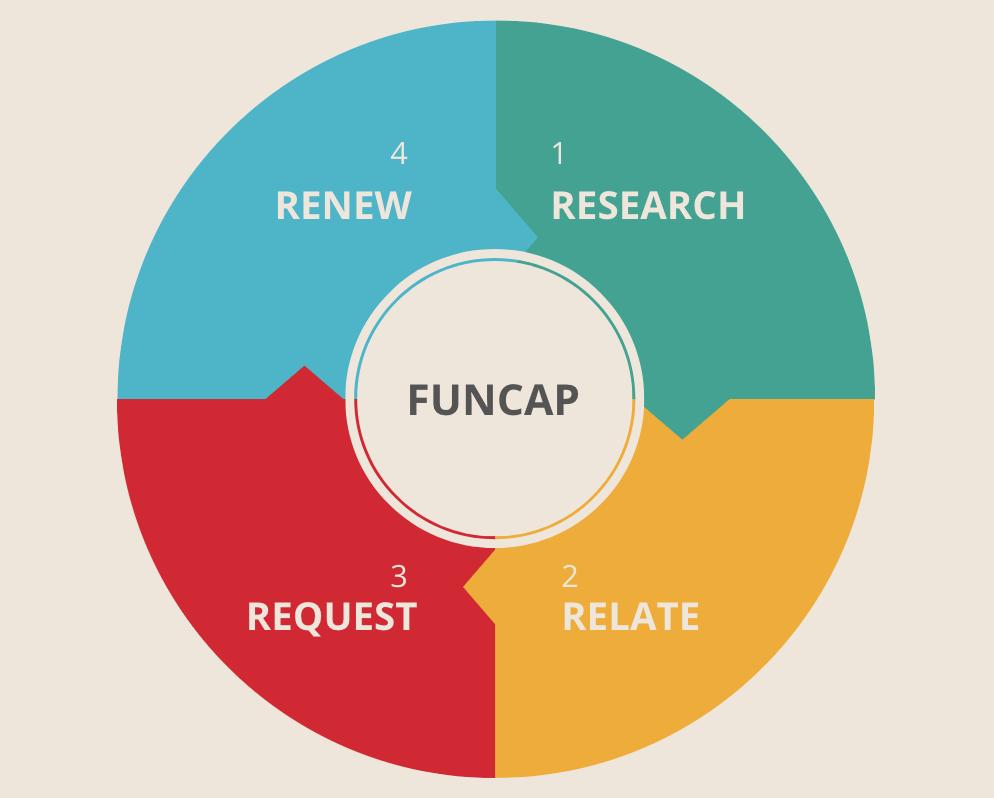 4
RENEW
1
RESEARCH
FUNCAP
3
REQUEST
2
RELATE